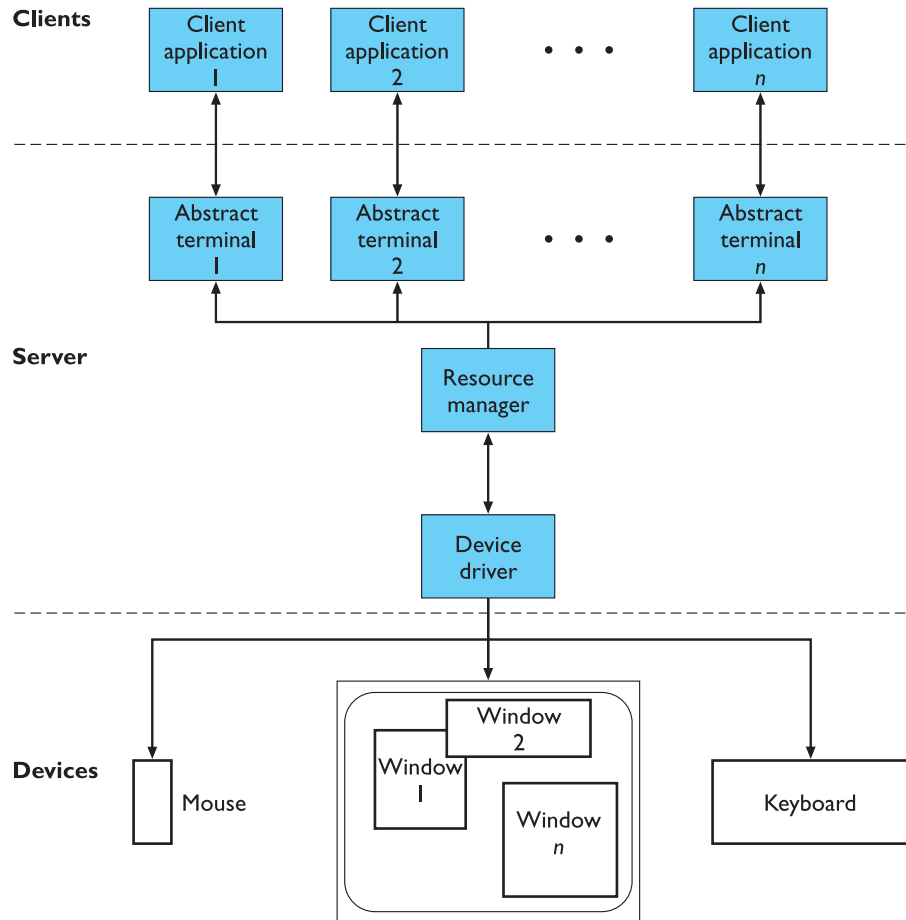 Clients
Client
application
1
Client
application
2
Client
application
n
Abstract
terminal
1
Abstract
terminal
2
Abstract
terminal
n
Server
Resource
manager
Device
driver
Devices
Mouse
Window
1
Window
2
Window
n
Keyboard